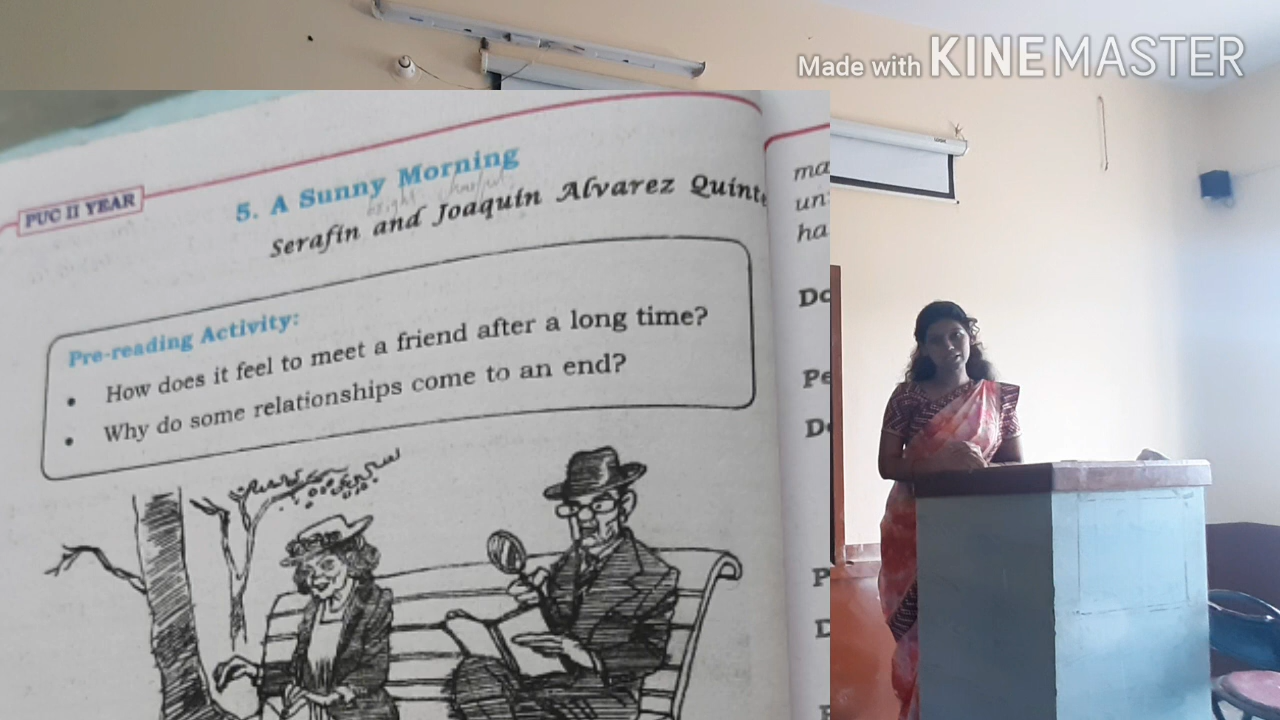 Made with KINEMASTER
PUC II YEAR
5. A Sunny Morning
bright
Serafin and Joaquin Alvarez Quinte
Pre-reading Activity:
• How does it feel to meet a friend after a long time?
• Why do some relationships come to an end?
ma
un
ha
Do
Pe
Do
P
D